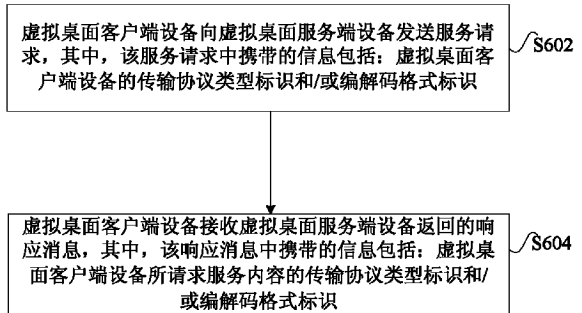 虚拟桌面客户端设备向虚拟桌面服务端设备发送服务请
求，其中，该服务请求中携带的信息包括：虚拟桌面客
户端设备的传输协议类型标识和/或编解码格式标识
S602
虚拟桌面客户端设备接收虚拟桌面服务端设备返回的响
应消息，其中，该响应消息中携带的信息包括：虚拟桌
面客户端设备所请求服务内容的传输协议类型标识和/
或编解码格式标识
S604